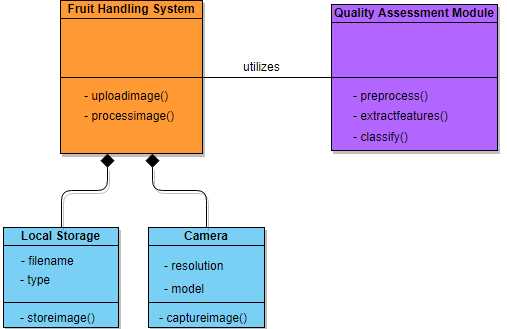 Fruit Handling System
- uploadimage()
- processimage()
utilizes
Quality Assessment Module
- preprocess()
- extractfeatures()
- classify()
Local Storage
- filename
- type
- storeimage()
Camera
- resolution
- model
- captureimage()